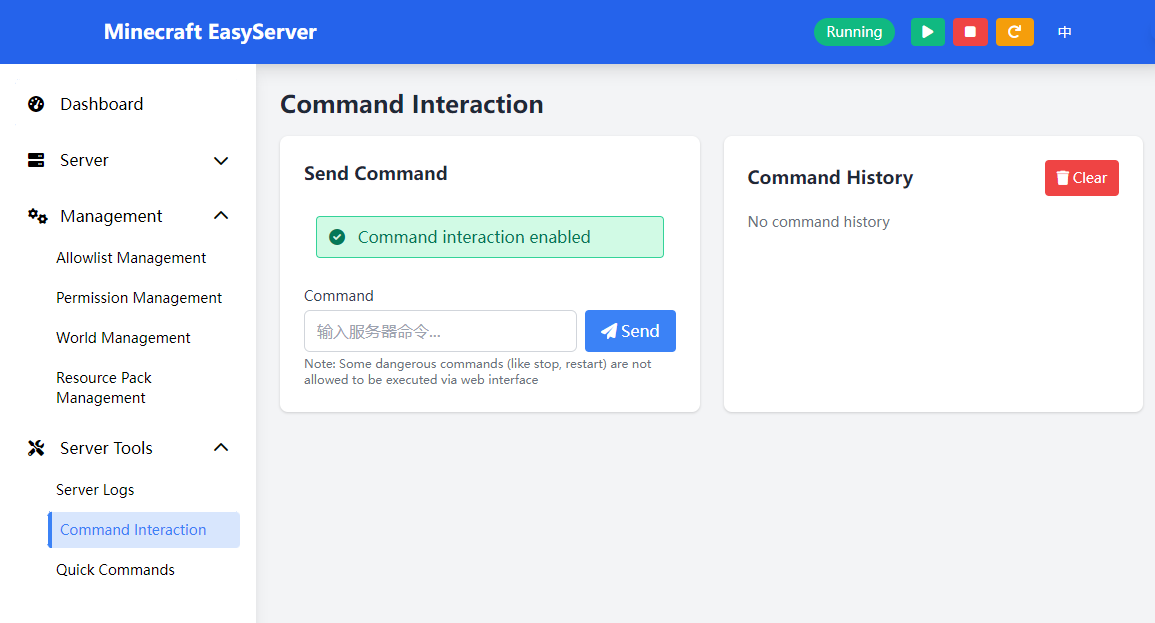 Minecraft EasyServer
Running
中
Dashboard
Server
Management
Allowlist Management
Permission Management
World Management
Resource Pack
Management
Server Tools
Server Logs
Command Interaction
Quick Commands
Command Interaction
Send Command
Command interaction enabled
Command
输入服务器命令...
Send
Note: Some dangerous commands (like stop, restart) are not
allowed to be executed via web interface
Command History
Clear
No command history